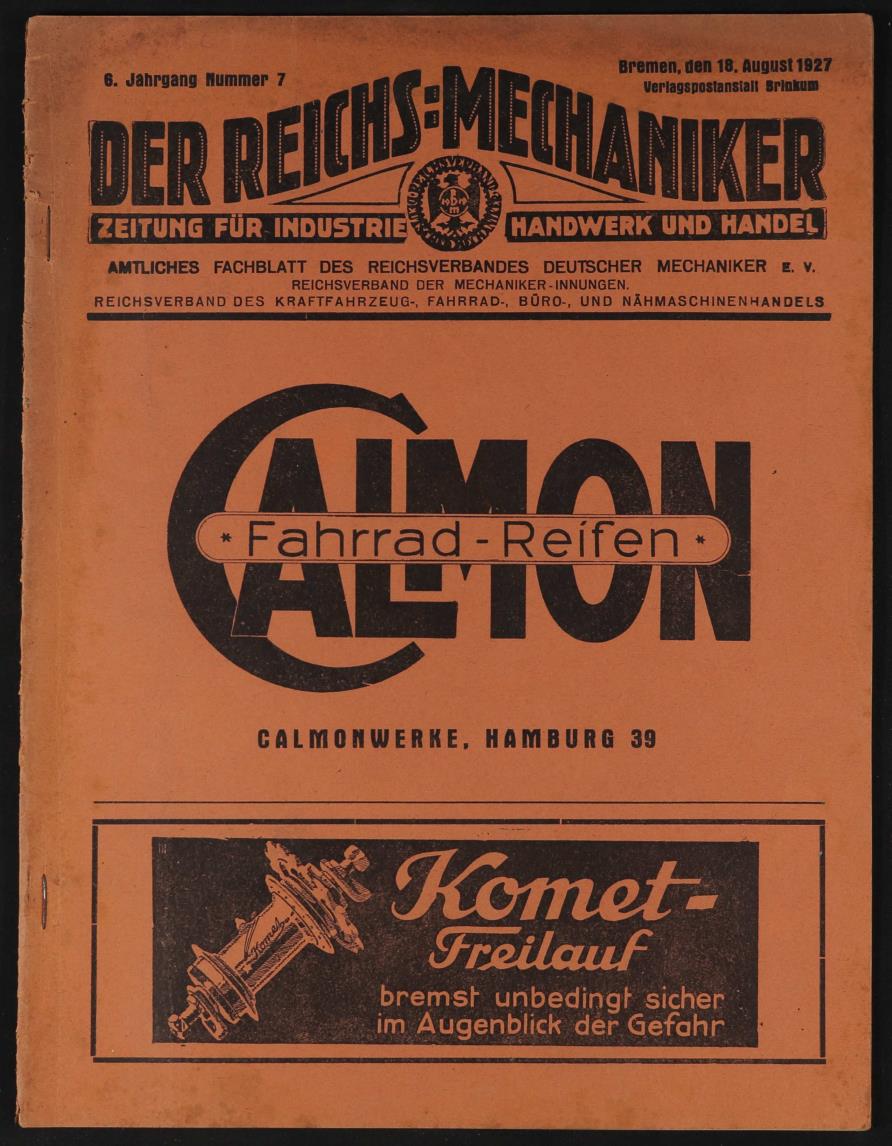 6. Jahrgang Nummer 7
Bremen, den 18. August 1927
Verlagspostanstalt Brinkum
DER REICHS=MECHANIKER
ZEITUNG FÜR INDUSTRIE HANDWERK UND HANDEL
AMTLICHES FACHBLATT DES REICHSVERBANDES DEUTSCHER MECHANIKER E. V.
REICHSVERBAND DER MECHANIKER-INNUNGEN.
REICHSVERBAND DES KRAFTFAHRZEUG-, FAHRRAD-, BÜRO-, UND NÄHMASCHINENHANDELS
CALMON
* Fahrrad-Reifen *
CALMONWERKE, HAMBURG 39
Komet
Komet-
Freilauf
bremst unbedingt sicher
im Augenblick der Gefahr